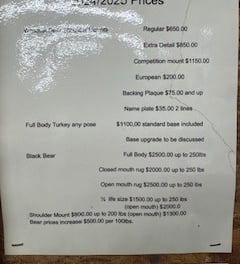 2024/2025 Prices
Whitetail Deer Shoulder Mounts Regular $650.00
Extra Detail $850.00
Competition mount $1150.00
European $200.00
Backing Plaque $75.00 and up
Name plate $35.00 2 lines
Full Body Turkey any pose $1100,00 standard base included
Base upgrade to be discussed
Black Bear Full Body $2500.00 up to 250lbs
Closed mouth rug $2000.00 up to 250 lbs
Open mouth rug $2500.00 up to 250 lbs
½ life size $1500.00 up to 250 lbs
(open mouth) $2000.0
Shoulder Mount $800.00 up to 200 lbs (open mouth) $1300.00
Bear prices increase $500.00 per 100lbs.